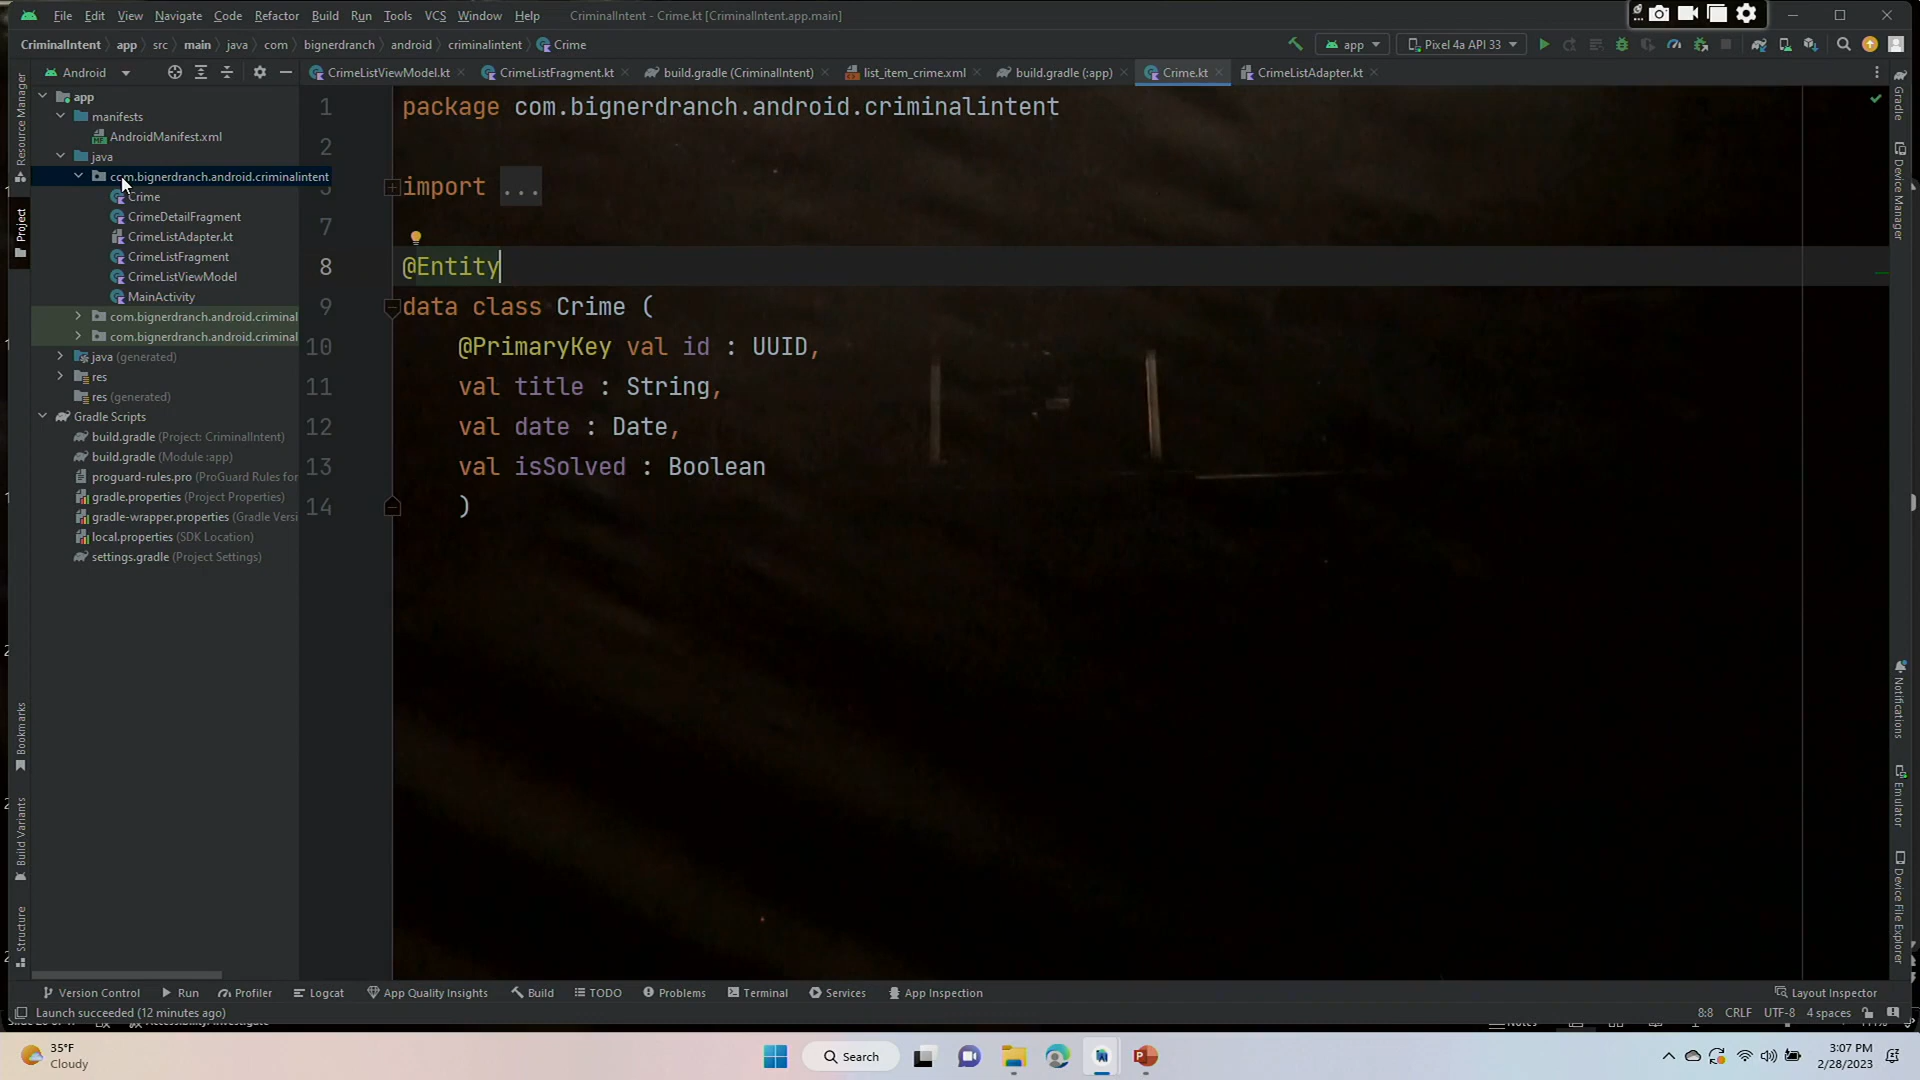 File Edit View Navigate Code Refactor Build Run Tools VCS Window Help CriminalIntent - Crime.kt [CriminalIntent.app.main]
CriminalIntent app src main java com bignerdranch android criminalintent Crime app Pixel 4a API 33
Android CrimeListViewModel.kt CrimeListFragment.kt build.gradle (CriminalIntent) list_item_crime.xml build.gradle (:app) Crime.kt CrimeListAdapter.kt
Resource Manager
Project
Bookmarks
Build Variants
Structure
app
manifests
AndroidManifest.xml
java
com.bignerdranch.android.criminalintent
Crime
CrimeDetailFragment
CrimeListAdapter.kt
CrimeListFragment
CrimeListViewModel
MainActivity
com.bignerdranch.android.criminal
com.bignerdranch.android.criminal
java (generated)
res
res (generated)
Gradle Scripts
build.gradle (Project: CriminalIntent)
build.gradle (Module :app)
proguard-rules.pro (ProGuard Rules for
gradle.properties (Project Properties)
gradle-wrapper.properties (Gradle Versi
local.properties (SDK Location)
settings.gradle (Project Settings)
1 package com.bignerdranch.android.criminalintent
2
3 import ...
7
8 @Entity
9 data class Crime (
10 @PrimaryKey val id : UUID,
11 val title : String,
12 val date : Date,
13 val isSolved : Boolean
14 )
Gradle
Device Manager
Notifications
Emulator
Device File Explorer
Version Control Run Profiler Logcat App Quality Insights Build TODO Problems Terminal Services App Inspection Layout Inspector
Launch succeeded (12 minutes ago) 8:8 CRLF UTF-8 4 spaces
35°F
Cloudy
Search
3:07 PM
2/28/2023